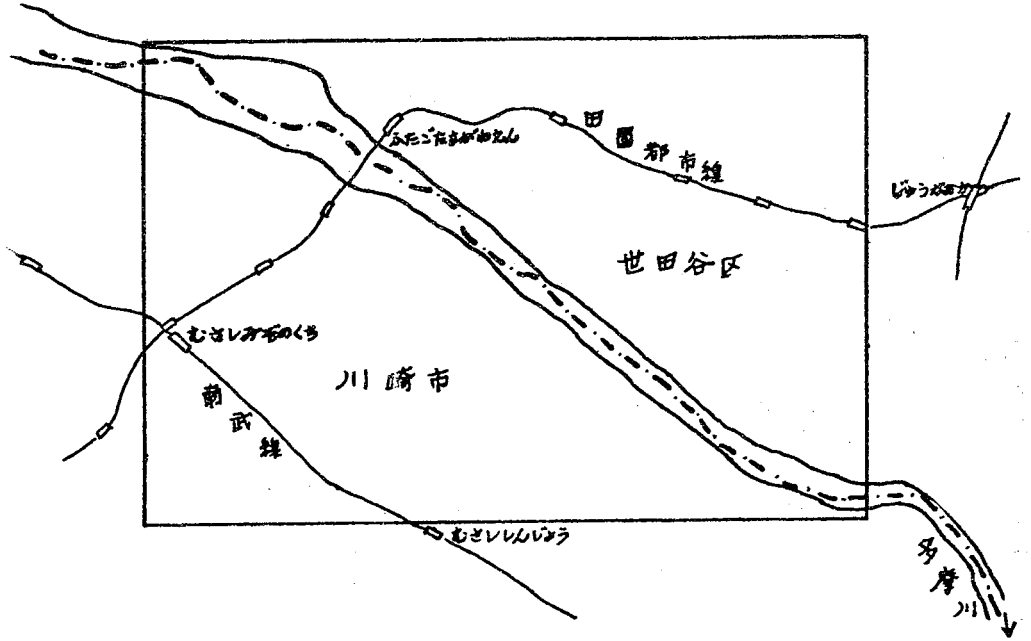 ふたごたまがわえん
田園都市線
じゆうがおか
世田谷区
むさしみぞのくち
川崎市
南武線
むさししんじょう
多摩川